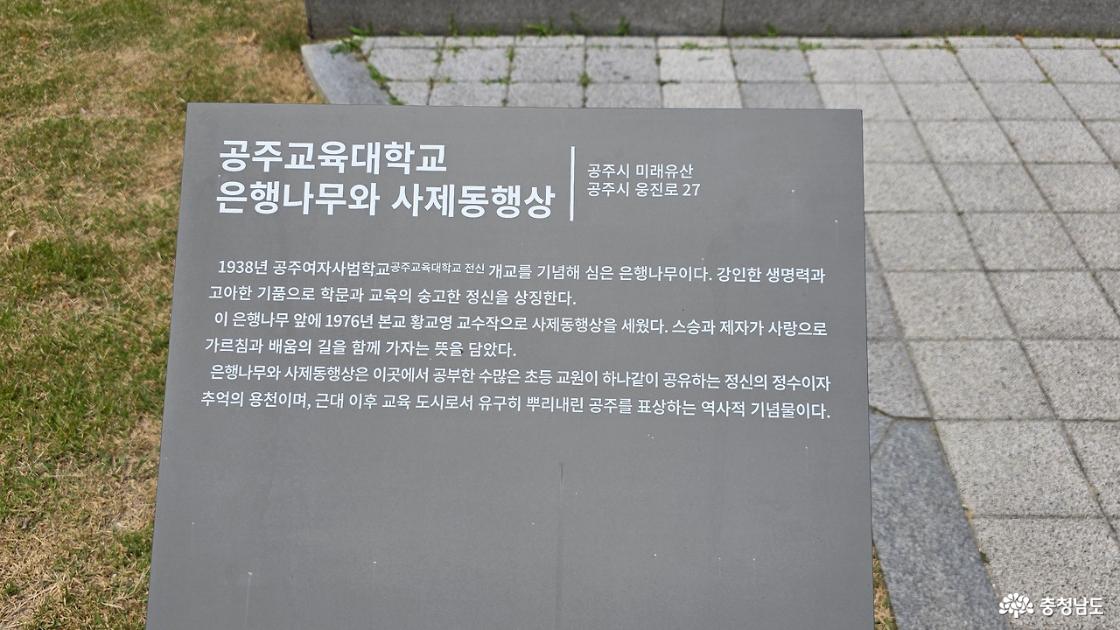 공주교육대학교
은행나무와 사제동행상
공주시 미래유산
공주시 웅진로 27
1938년 공주여자사범학교공주교육대학교 전신 개교를 기념해 심은 은행나무이다. 강인한 생명력과
고아한 기품으로 학문과 교육의 숭고한 정신을 상징한다.
이 은행나무 앞에 1976년 본교 황교영 교수작으로 사제동행상을 세웠다. 스승과 제자가 사랑으로
가르침과 배움의 길을 함께 가자는 뜻을 담았다.
은행나무와 사제동행상은 이곳에서 공부한 수많은 초등 교원이 하나같이 공유하는 정신의 정수이자
추억의 용천이며, 근대 이후 교육 도시로서 유구히 뿌리내린 공주를 표상하는 역사적 기념물이다.
충청남도